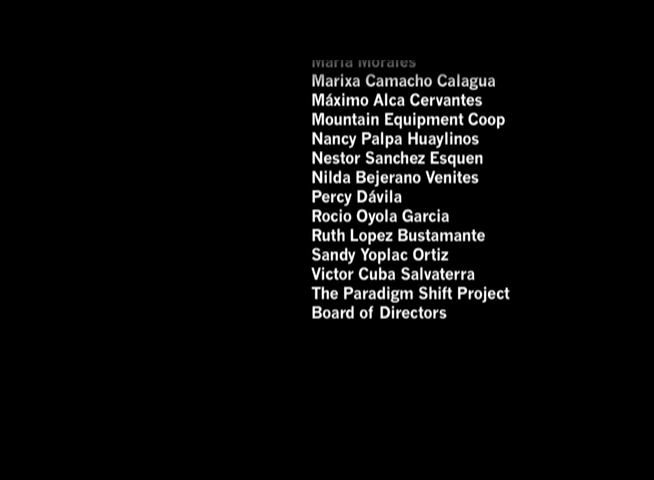 Maria Morales
Marixa Camacho Calagua
Máximo Alca Cervantes
Mountain Equipment Coop
Nancy Palpa Huaylinos
Nestor Sanchez Esquen
Nilda Bejerano Venites
Percy Dávila
Rocio Oyola Garcia
Ruth Lopez Bustamante
Sandy Yoplac Ortiz
Victor Cuba Salvaterra
The Paradigm Shift Project
Board of Directors